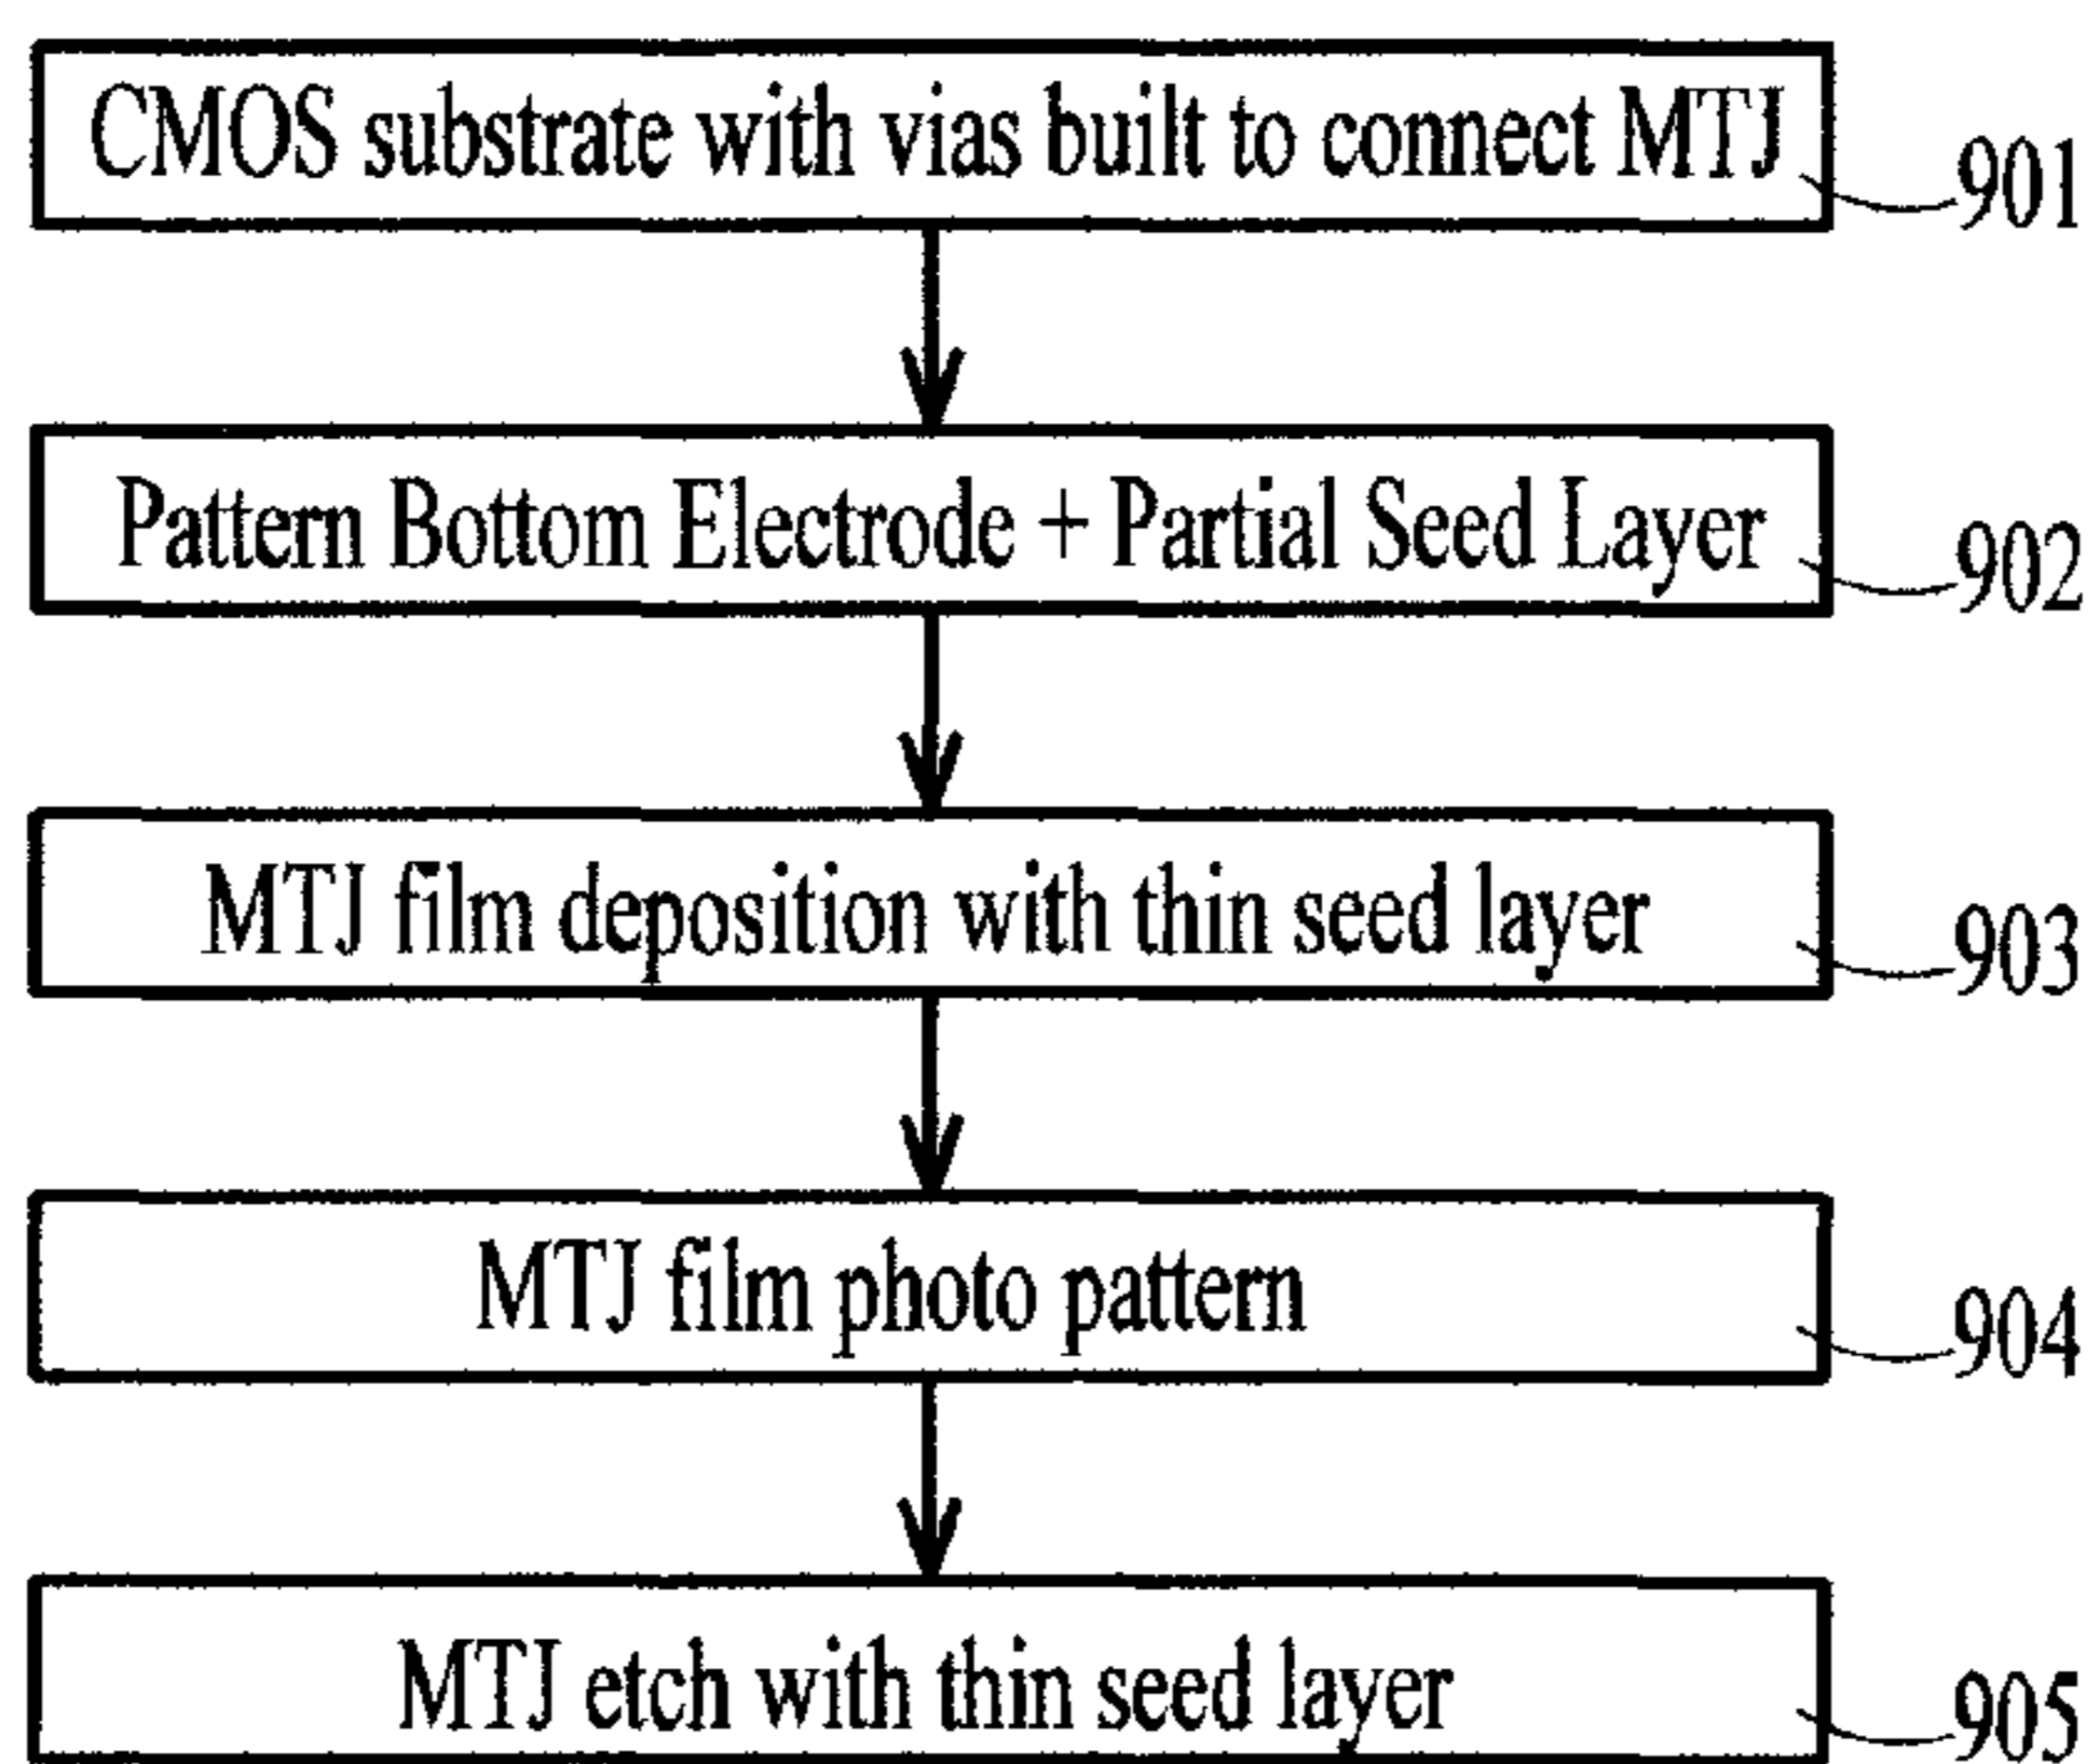 CMOS substrate with vias built to connect MTJ
901
Pattern Bottom Electrode + Partial Seed Layer
902
MTJ film deposition with thin seed layer
903
MTJ film photo pattern
904
MTJ etch with thin seed layer
905